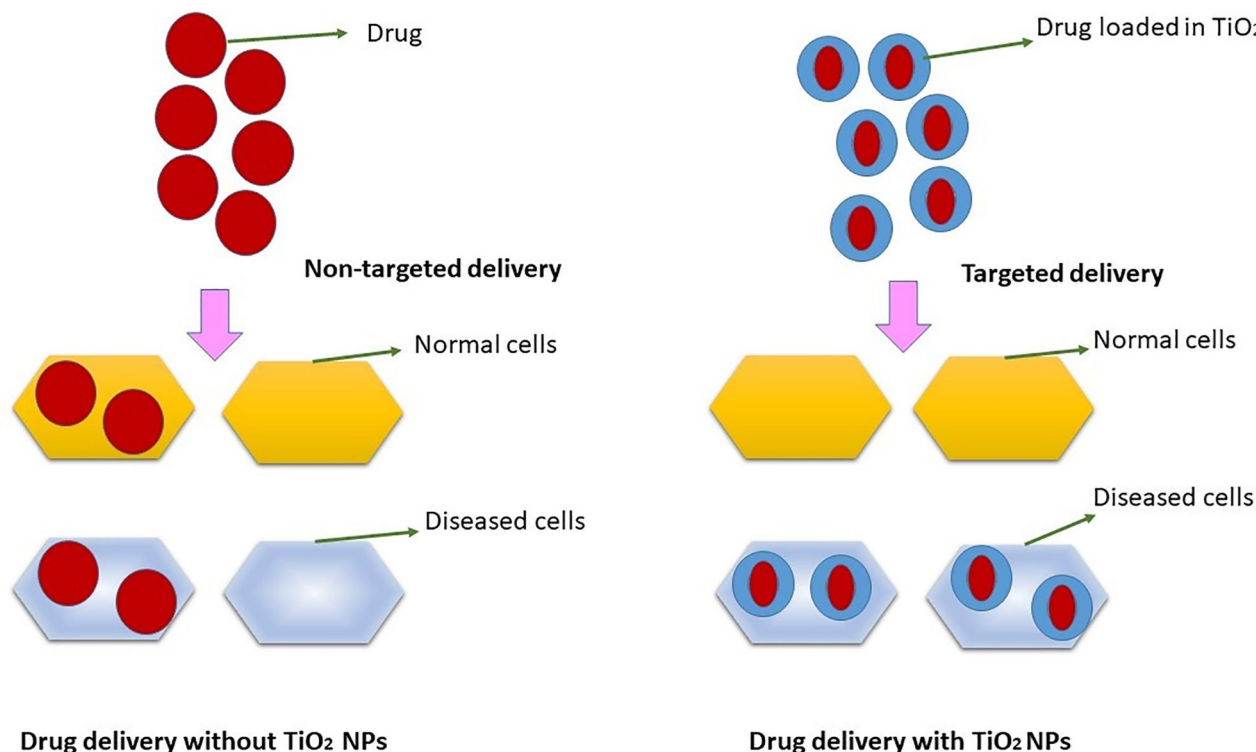 Drug
Drug loaded in TiO₂
Non-targeted delivery
Targeted delivery
Normal cells
Normal cells
Diseased cells
Diseased cells
Drug delivery without TiO₂ NPs
Drug delivery with TiO₂ NPs